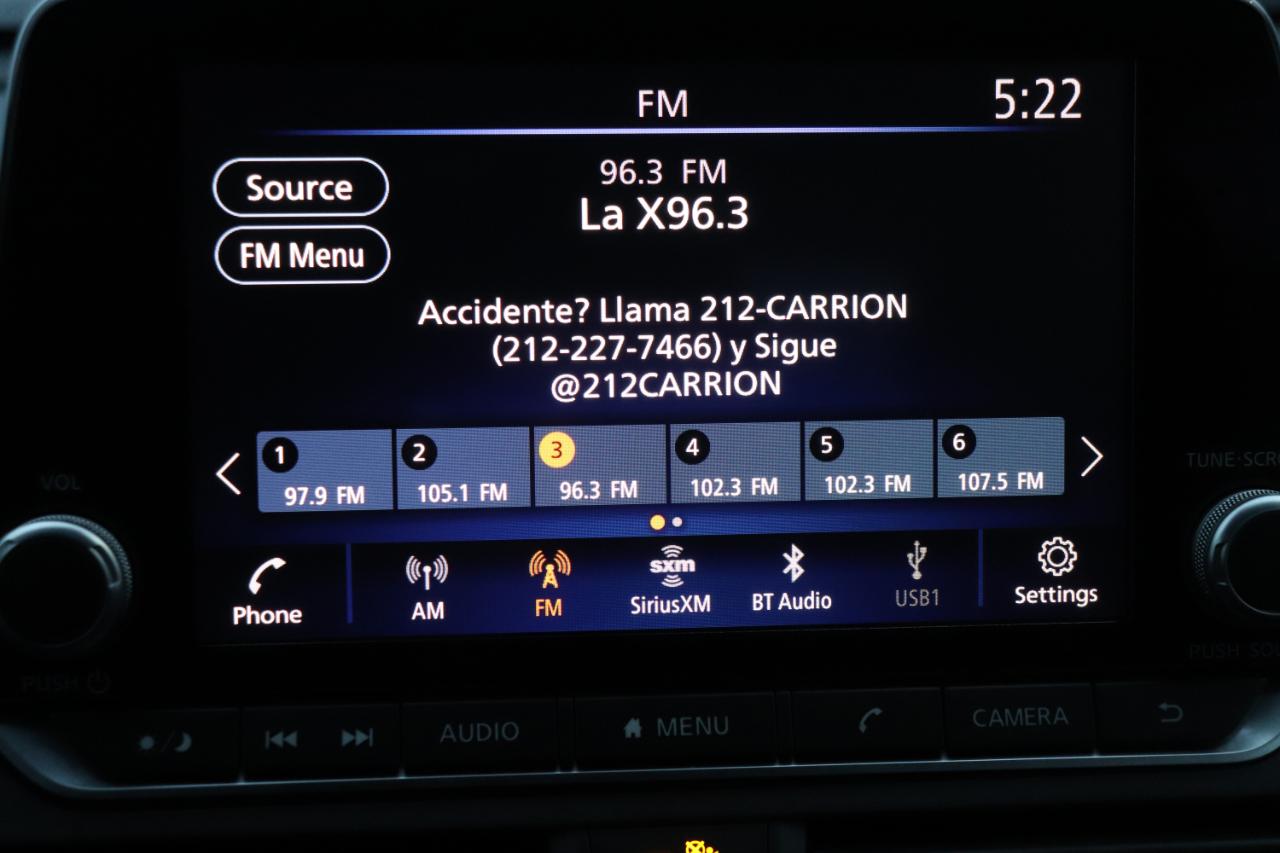 FM
5:22
Source
96.3 FM
La X96.3
FM Menu
Accidente? Llama 212-CARRION
(212-227-7466) y Sigue
@212CARRION
1 2 3 4 5 6
97.9 FM 105.1 FM 96.3 FM 102.3 FM 102.3 FM 107.5 FM
VOL
TUNE·SCR
sxm
Phone AM FM SiriusXM BT Audio USB1 Settings
PUSH
PUSH SO
AUDIO MENU CAMERA